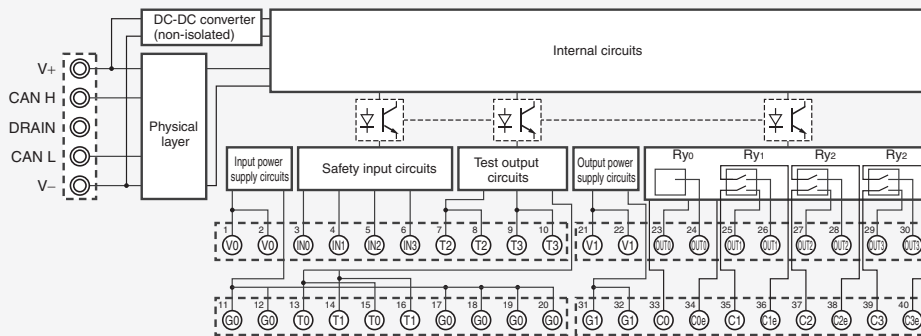 DC-DC converter
(non-isolated)
Internal circuits
V+
CAN H
DRAIN
CAN L
V–
Physical
layer
Input power
supply circuits
Safety input circuits
Test output
circuits
Output power
supply circuits
Ry0 Ry1 Ry2 Ry2
1 2 3 4 5 6 7 8 9 10 21 22 23 24 25 26 27 28 29 30
V0 V0 IN0 IN1 IN2 IN3 T2 T2 T3 T3 V1 V1 OUT0 OUT0 OUT1 OUT1 OUT2 OUT2 OUT3 OUT3
11 12 13 14 15 16 17 18 19 20 31 32 33 34 35 36 37 38 39 40
G0 G0 T0 T1 T0 T1 G0 G0 G0 G0 G1 G1 C0 C0e C1 C1e C2 C2e C3 C3e